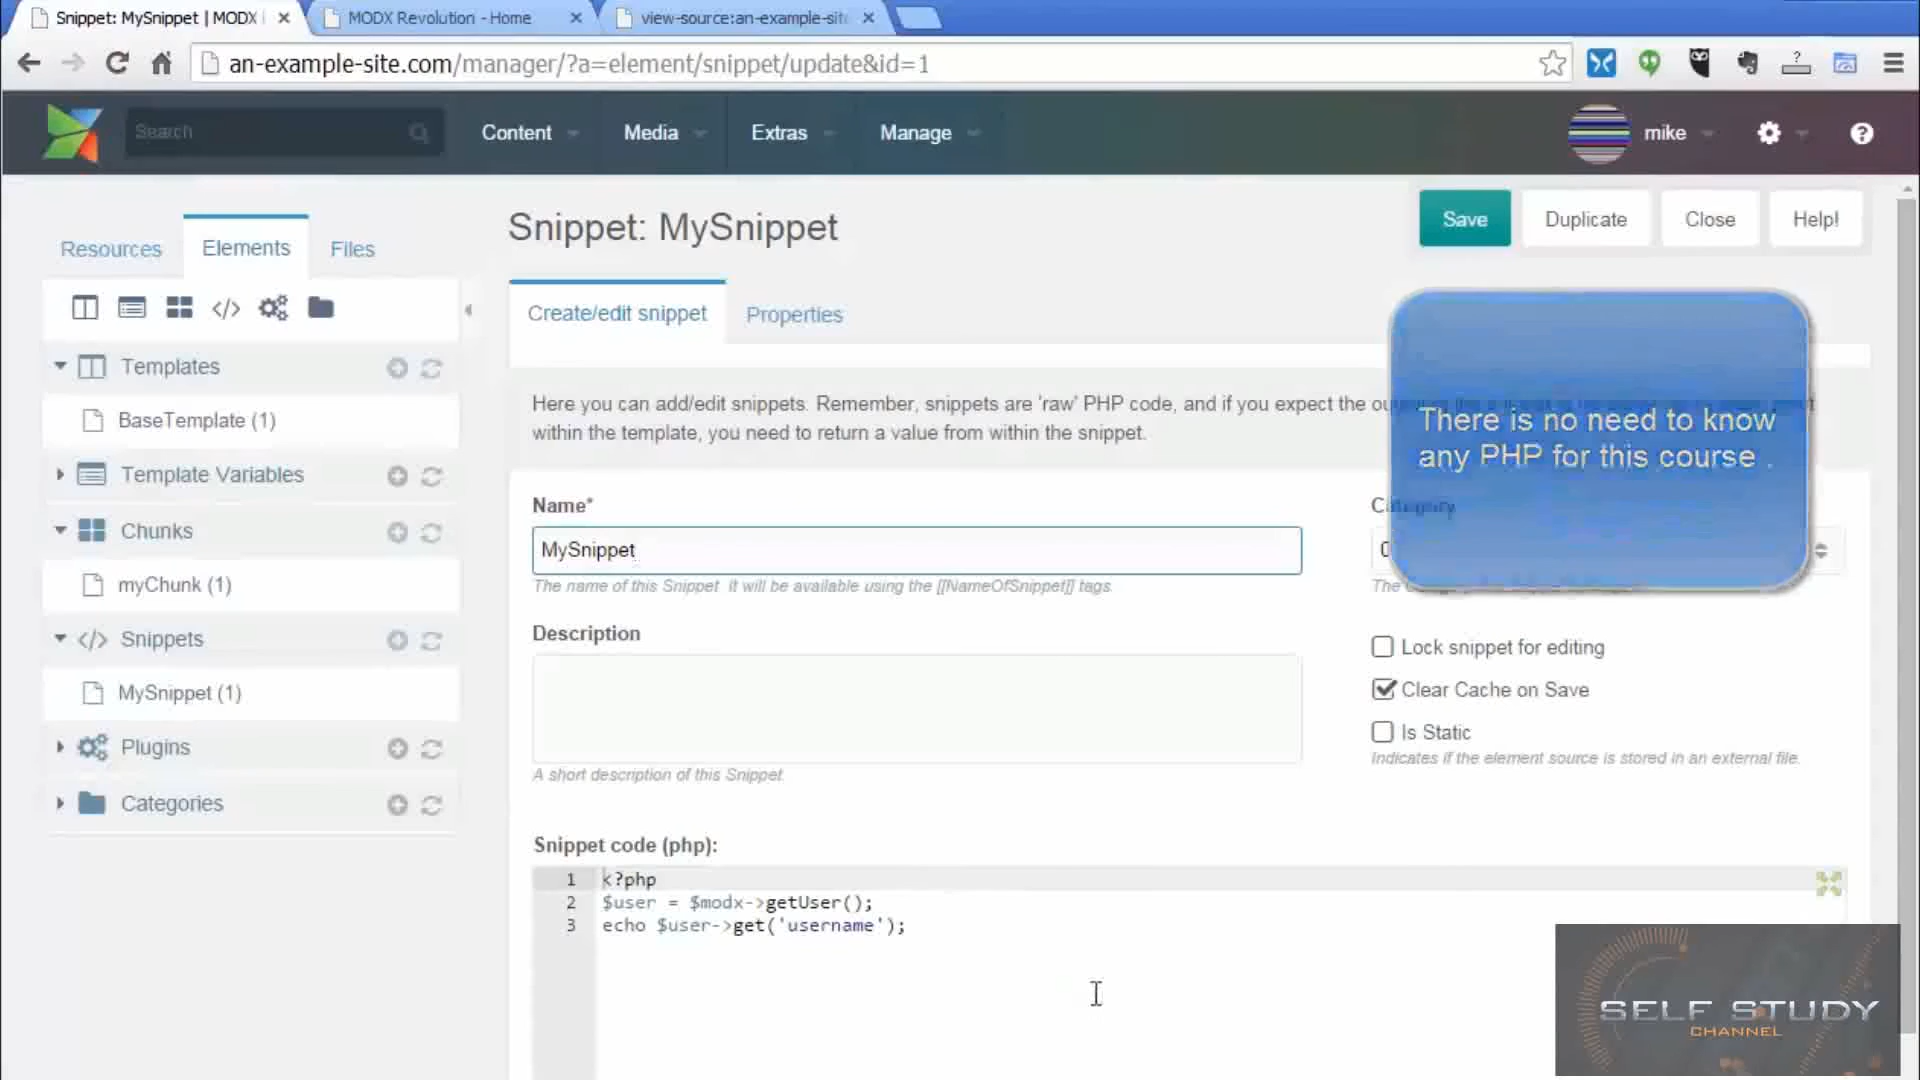 Snippet: MySnippet | MODX
MODX Revolution - Home
view-source:an-example-site
an-example-site.com/manager/?a=element/snippet/update&id=1
Search
Content
Media
Extras
Manage
mike
Resources
Elements
Files
Snippet: MySnippet
Save
Duplicate
Close
Help!
Create/edit snippet
Properties
Templates
BaseTemplate (1)
Template Variables
Chunks
myChunk (1)
Snippets
MySnippet (1)
Plugins
Categories
Here you can add/edit snippets. Remember, snippets are 'raw' PHP code, and if you expect the
within the template, you need to return a value from within the snippet.
There is no need to know
any PHP for this course .
Name*
MySnippet
The name of this Snippet. It will be available using the [[NameOfSnippet]] tags.
Category
The
Description
A short description of this Snippet.
Lock snippet for editing
Clear Cache on Save
Is Static
Indicates if the element source is stored in an external file.
Snippet code (php):
1 <?php
2 $user = $modx->getUser();
3 echo $user->get('username');
SELF STUDY
CHANNEL